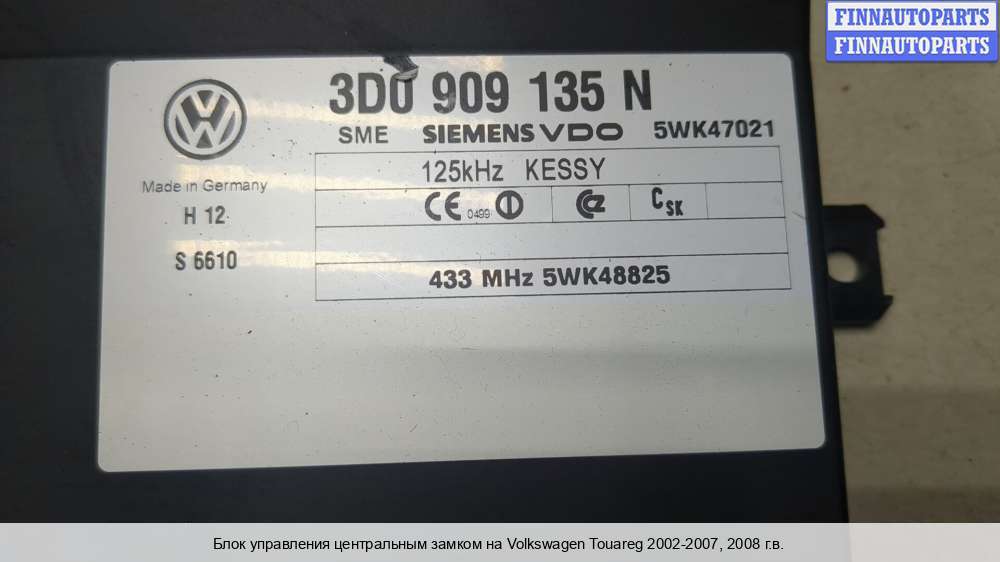 FINNAUTOPARTS
FINNAUTOPARTS
3D0 909 135 N
SME SIEMENS VDO 5WK47021
125kHz KESSY
Made in Germany
CE 0499
H 12
CSK
S 6610
433 MHz 5WK48825
Блок управления центральным замком на Volkswagen Touareg 2002-2007, 2008 г.в.